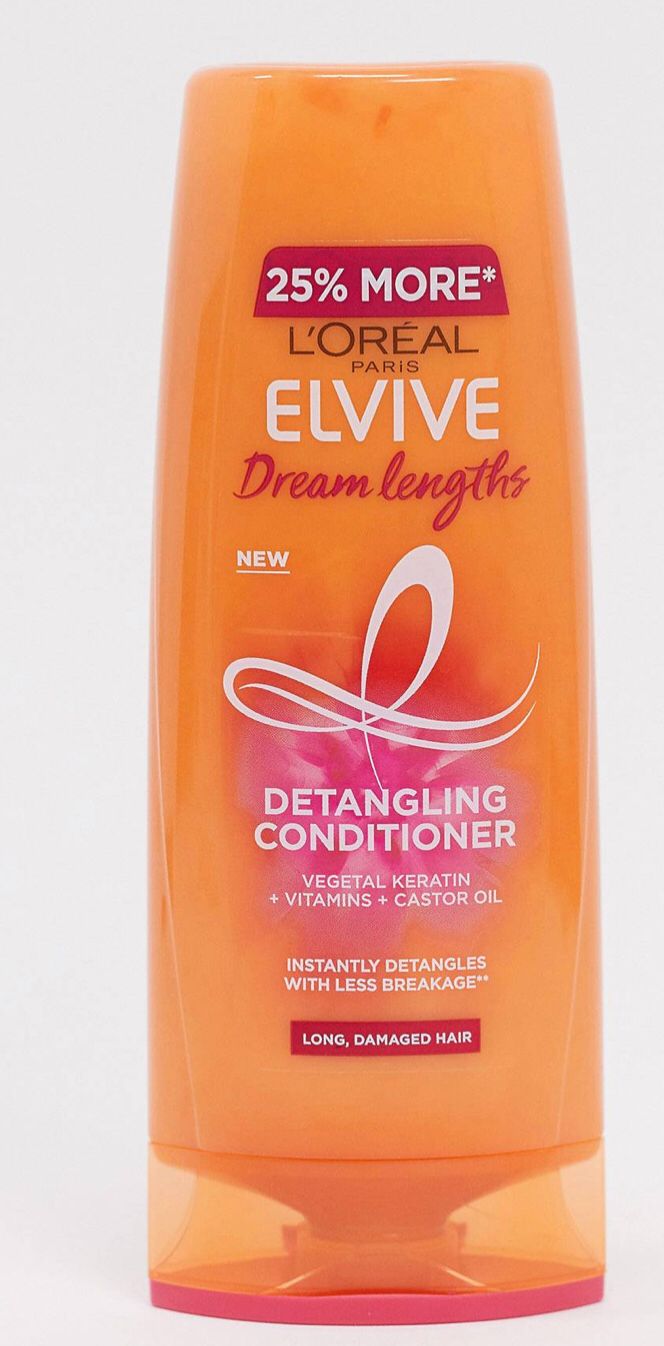 25% MORE*
L'ORÉAL
PARiS
ELVIVE
Dream lengths
NEW
DETANGLING
CONDITIONER
VEGETAL KERATIN
+ VITAMINS + CASTOR OIL
INSTANTLY DETANGLES
WITH LESS BREAKAGE**
LONG, DAMAGED HAIR